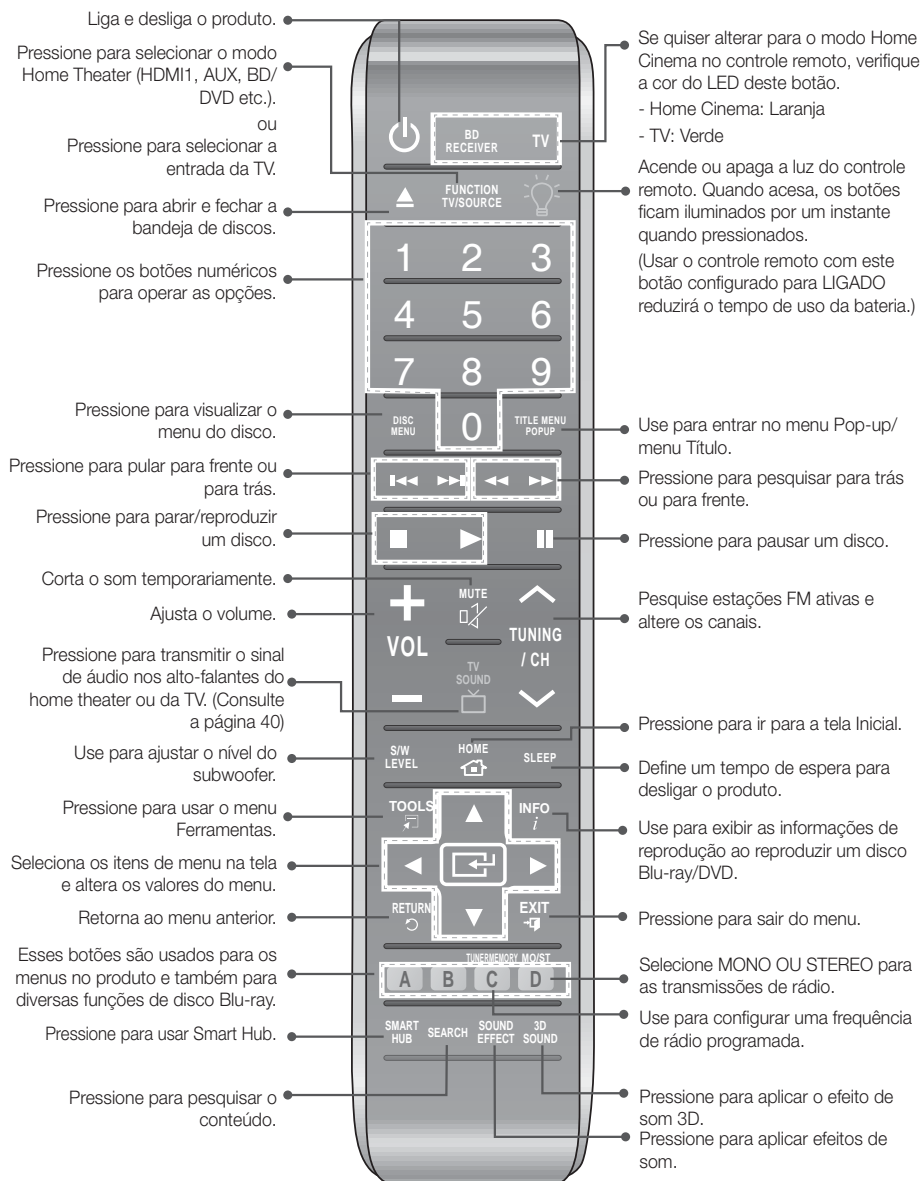 Liga e desliga o produto.
Pressione para selecionar o modo
Home Theater (HDMI1, AUX, BD/
DVD etc.).
ou
Pressione para selecionar a
entrada da TV.
Pressione para abrir e fechar a
bandeja de discos.
Pressione os botões numéricos
para operar as opções.
Pressione para visualizar o
menu do disco.
Pressione para pular para frente ou
para trás.
Pressione para parar/reproduzir
um disco.
Corta o som temporariamente.
Ajusta o volume.
Pressione para transmitir o sinal
de áudio nos alto-falantes do
home theater ou da TV. (Consulte
a página 40)
Use para ajustar o nível do
subwoofer.
Pressione para usar o menu
Ferramentas.
Seleciona os itens de menu na tela
e altera os valores do menu.
Retorna ao menu anterior.
Esses botões são usados para os
menus no produto e também para
diversas funções de disco Blu-ray.
Pressione para usar Smart Hub.
Pressione para pesquisar o
conteúdo.
BD
RECEIVER
TV
FUNCTION
TV/SOURCE
1 2 3
4 5 6
7 8 9
DISC
MENU
0
TITLE MENU
POPUP
MUTE
VOL
TUNING
/ CH
TV
SOUND
S/W
LEVEL
HOME
SLEEP
TOOLS
INFO
i
RETURN
EXIT
TUNERMEMORY MO/ST
A B C D
SMART
HUB
SEARCH
SOUND
EFFECT
3D
SOUND
Se quiser alterar para o modo Home
Cinema no controle remoto, verifique
a cor do LED deste botão.
- Home Cinema: Laranja
- TV: Verde
Acende ou apaga a luz do controle
remoto. Quando acesa, os botões
ficam iluminados por um instante
quando pressionados.
(Usar o controle remoto com este
botão configurado para LIGADO
reduzirá o tempo de uso da bateria.)
Use para entrar no menu Pop-up/
menu Título.
Pressione para pesquisar para trás
ou para frente.
Pressione para pausar um disco.
Pesquise estações FM ativas e
altere os canais.
Pressione para ir para a tela Inicial.
Define um tempo de espera para
desligar o produto.
Use para exibir as informações de
reprodução ao reproduzir um disco
Blu-ray/DVD.
Pressione para sair do menu.
Selecione MONO OU STEREO para
as transmissões de rádio.
Use para configurar uma frequência
de rádio programada.
Pressione para aplicar o efeito de
som 3D.
Pressione para aplicar efeitos de
som.